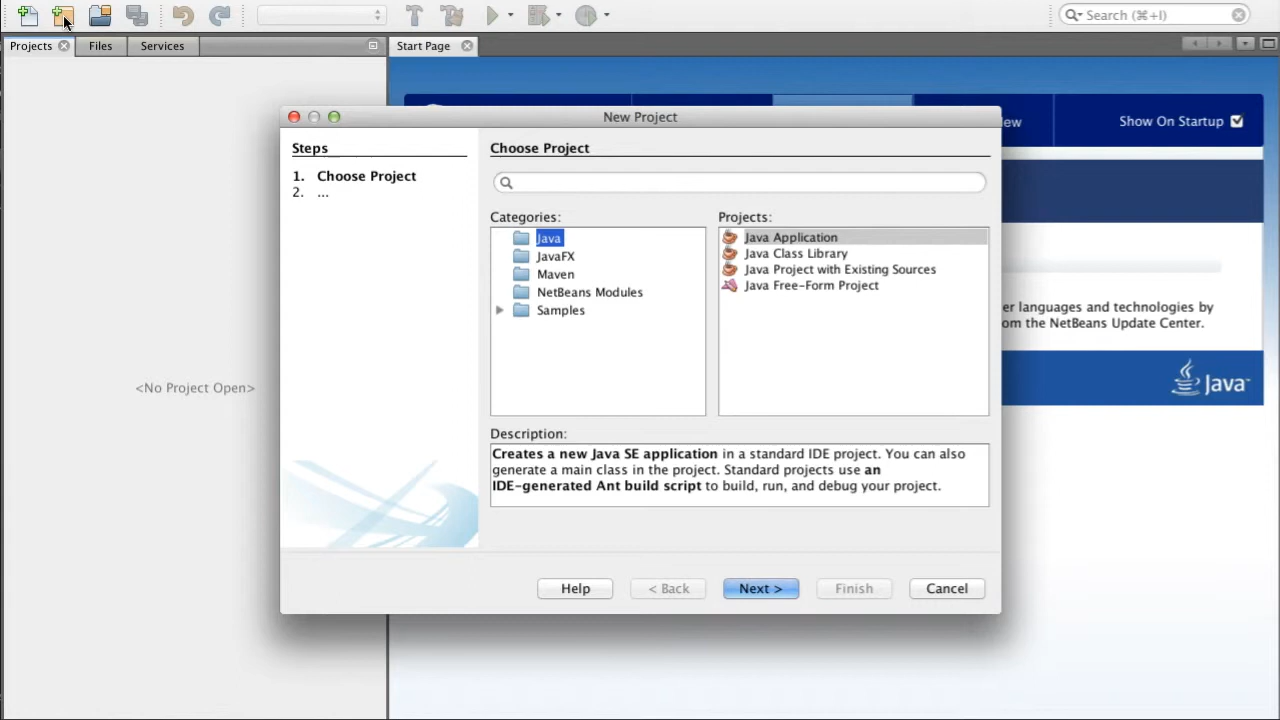 Search (⌘+I)
Projects
Files
Services
Start Page
New Project
Show On Startup
Steps
1. Choose Project
2. ...
Choose Project
Categories:
Java
JavaFX
Maven
NetBeans Modules
Samples
Projects:
Java Application
Java Class Library
Java Project with Existing Sources
Java Free-Form Project
er languages and technologies by
om the NetBeans Update Center.
<No Project Open>
Java
Description:
Creates a new Java SE application in a standard IDE project. You can also
generate a main class in the project. Standard projects use an
IDE-generated Ant build script to build, run, and debug your project.
Help
< Back
Next >
Finish
Cancel